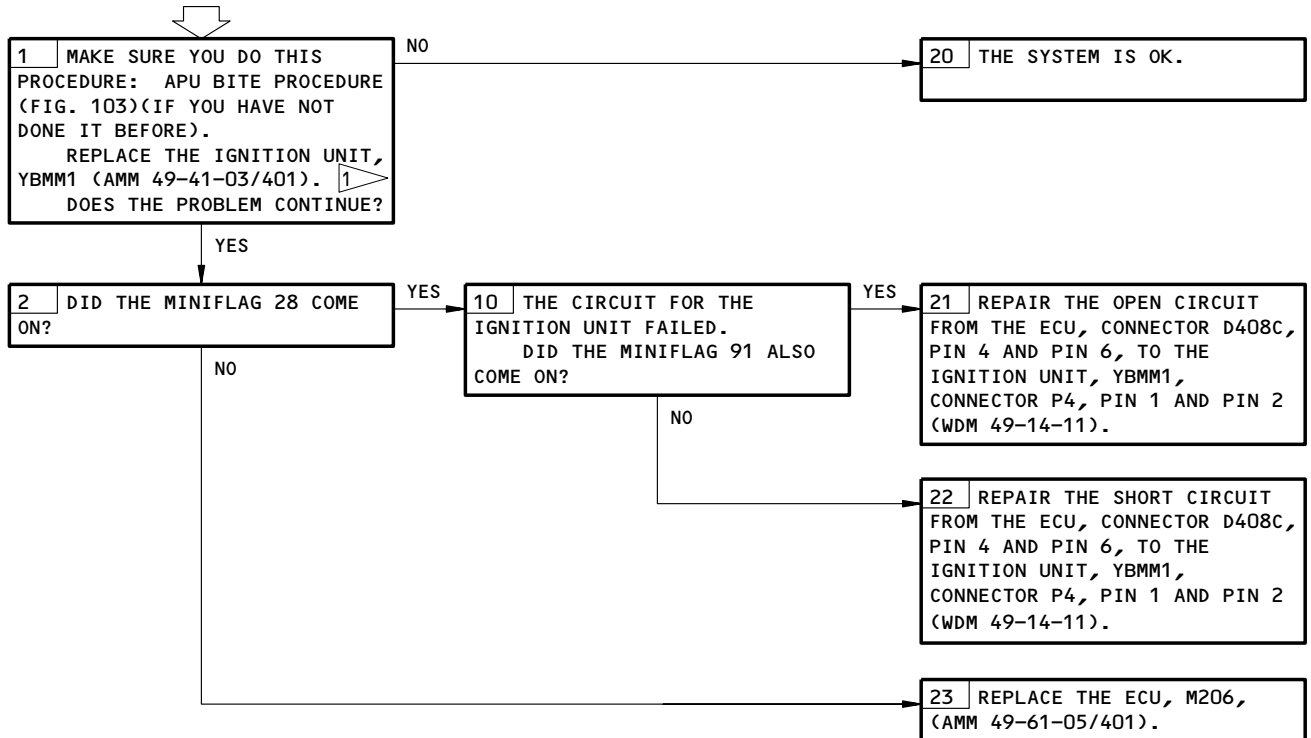 1 MAKE SURE YOU DO THIS
PROCEDURE: APU BITE PROCEDURE
(FIG. 103)(IF YOU HAVE NOT
DONE IT BEFORE).
REPLACE THE IGNITION UNIT,
YBMM1 (AMM 49-41-03/401). 1
DOES THE PROBLEM CONTINUE?
NO
20 THE SYSTEM IS OK.
YES
2 DID THE MINIFLAG 28 COME
ON?
YES
10 THE CIRCUIT FOR THE
IGNITION UNIT FAILED.
DID THE MINIFLAG 91 ALSO
COME ON?
YES
21 REPAIR THE OPEN CIRCUIT
FROM THE ECU, CONNECTOR D408C,
PIN 4 AND PIN 6, TO THE
IGNITION UNIT, YBMM1,
CONNECTOR P4, PIN 1 AND PIN 2
(WDM 49-14-11).
NO
NO
22 REPAIR THE SHORT CIRCUIT
FROM THE ECU, CONNECTOR D408C,
PIN 4 AND PIN 6, TO THE
IGNITION UNIT, YBMM1,
CONNECTOR P4, PIN 1 AND PIN 2
(WDM 49-14-11).
23 REPLACE THE ECU, M206,
(AMM 49-61-05/401).